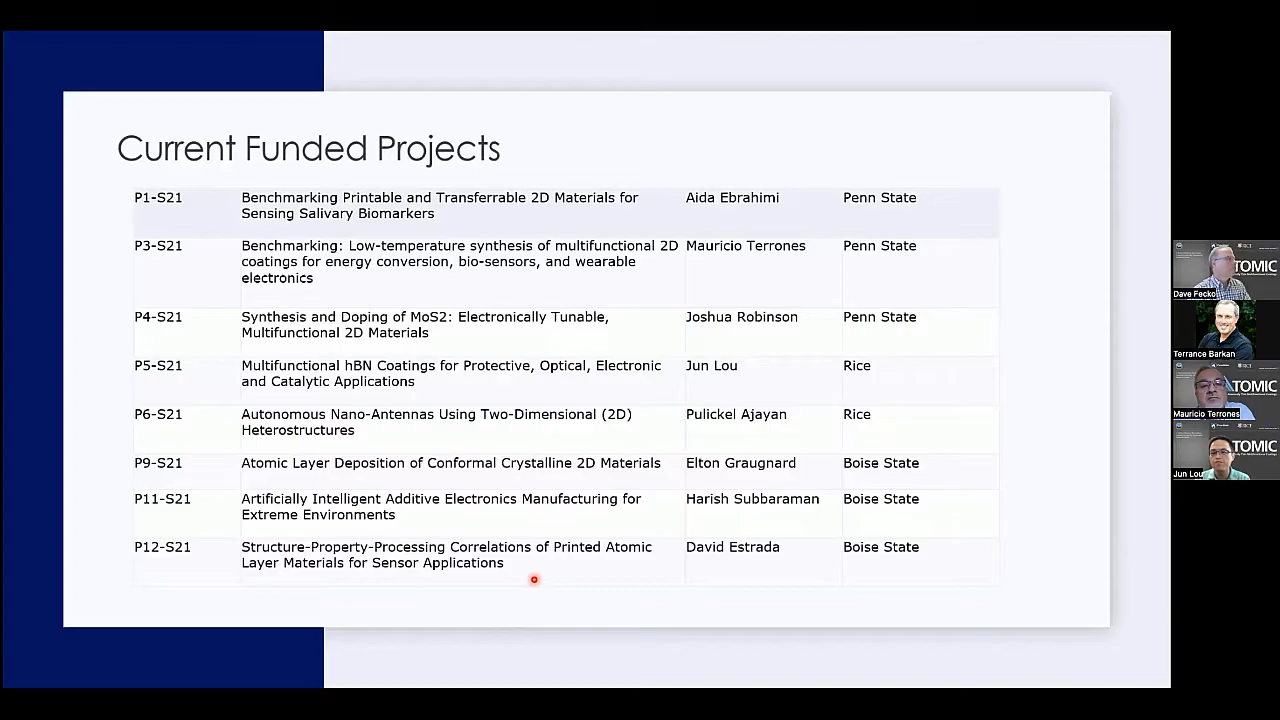 Current Funded Projects
P1-S21 Benchmarking Printable and Transferrable 2D Materials for Aida Ebrahimi Penn State
Sensing Salivary Biomarkers
P3-S21 Benchmarking: Low-temperature synthesis of multifunctional 2D Mauricio Terrones Penn State
coatings for energy conversion, bio-sensors, and wearable
electronics
P4-S21 Synthesis and Doping of MoS2: Electronically Tunable, Joshua Robinson Penn State
Multifunctional 2D Materials
P5-S21 Multifunctional hBN Coatings for Protective, Optical, Electronic Jun Lou Rice
and Catalytic Applications
P6-S21 Autonomous Nano-Antennas Using Two-Dimensional (2D) Pulickel Ajayan Rice
Heterostructures
P9-S21 Atomic Layer Deposition of Conformal Crystalline 2D Materials Elton Graugnard Boise State
P11-S21 Artificially Intelligent Additive Electronics Manufacturing for Harish Subbaraman Boise State
Extreme Environments
P12-S21 Structure-Property-Processing Correlations of Printed Atomic David Estrada Boise State
Layer Materials for Sensor Applications
TOMIC
Dave Fecko
Terrance Barkan
ATOMIC
Mauricio Terrones
TOMIC
Jun Lou